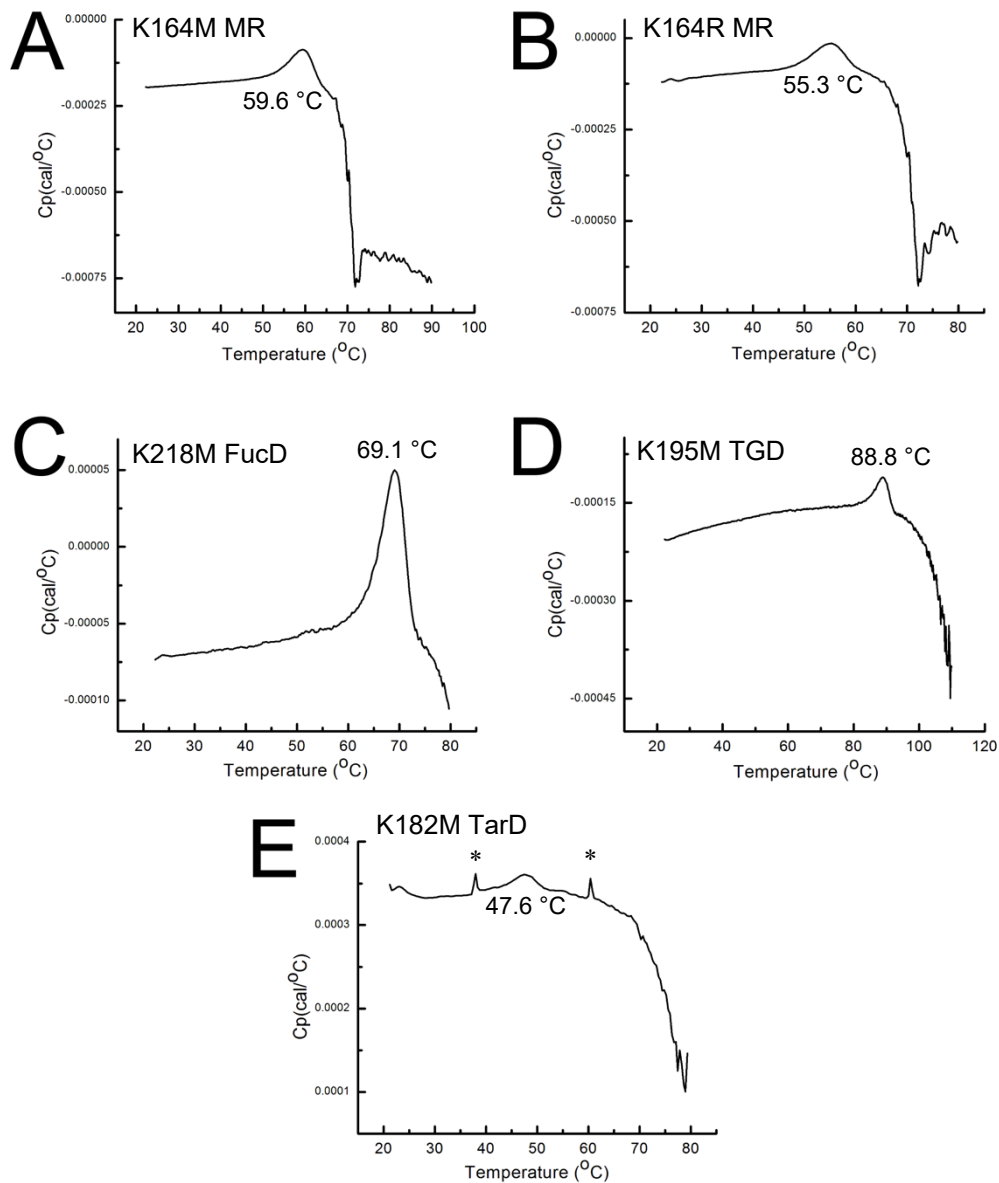 A
K164M MR
0.00000
-0.00025
-0.00050
-0.00075
Cp(cal/°C)
59.6 °C
20 30 40 50 60 70 80 90 100
Temperature (°C)
B
K164R MR
0.00000
-0.00025
-0.00050
-0.00075
Cp(cal/°C)
55.3 °C
20 30 40 50 60 70 80
Temperature (°C)
C
K218M FucD
69.1 °C
0.00005
0.00000
-0.00005
-0.00010
Cp(cal/°C)
20 30 40 50 60 70 80
Temperature (°C)
D
K195M TGD
88.8 °C
-0.00015
-0.00030
-0.00045
Cp(cal/°C)
20 40 60 80 100 120
Temperature (°C)
E
K182M TarD
0.0004
0.0003
0.0002
0.0001
Cp(cal/°C)
* *
47.6 °C
20 30 40 50 60 70 80
Temperature (°C)